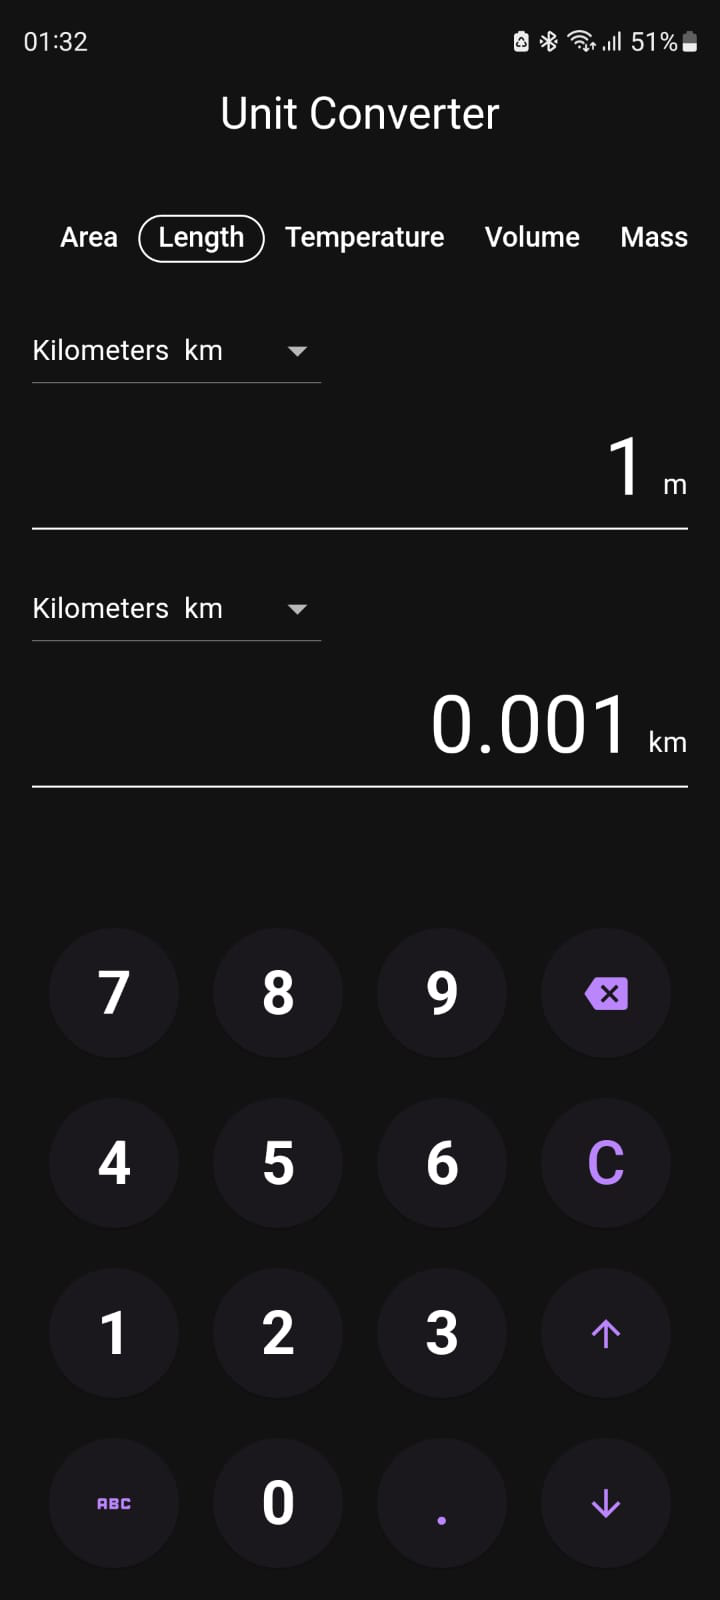 01:32 51%
Unit Converter
Area Length Temperature Volume Mass
Kilometers km
1 m
Kilometers km
0.001 km
7 8 9
4 5 6 C
1 2 3
ABC 0 .